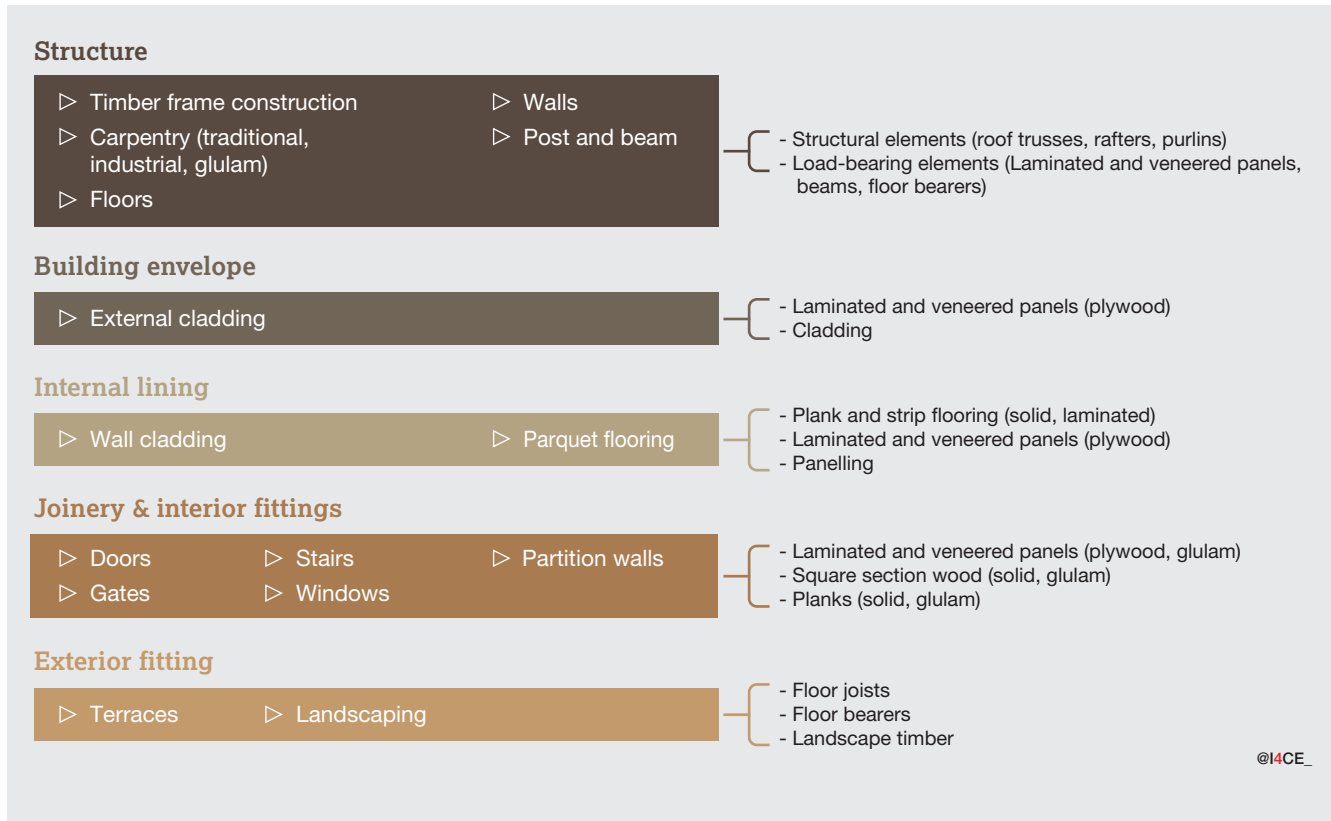 Structure
▷ Timber frame construction
▷ Carpentry (traditional,
industrial, glulam)
▷ Floors
▷ Walls
▷ Post and beam
- Structural elements (roof trusses, rafters, purlins)
- Load-bearing elements (Laminated and veneered panels,
beams, floor bearers)
Building envelope
▷ External cladding
- Laminated and veneered panels (plywood)
- Cladding
Internal lining
▷ Wall cladding
▷ Parquet flooring
- Plank and strip flooring (solid, laminated)
- Laminated and veneered panels (plywood)
- Panelling
Joinery & interior fittings
▷ Doors
▷ Gates
▷ Stairs
▷ Windows
▷ Partition walls
- Laminated and veneered panels (plywood, glulam)
- Square section wood (solid, glulam)
- Planks (solid, glulam)
Exterior fitting
▷ Terraces
▷ Landscaping
- Floor joists
- Floor bearers
- Landscape timber
@I4CE_